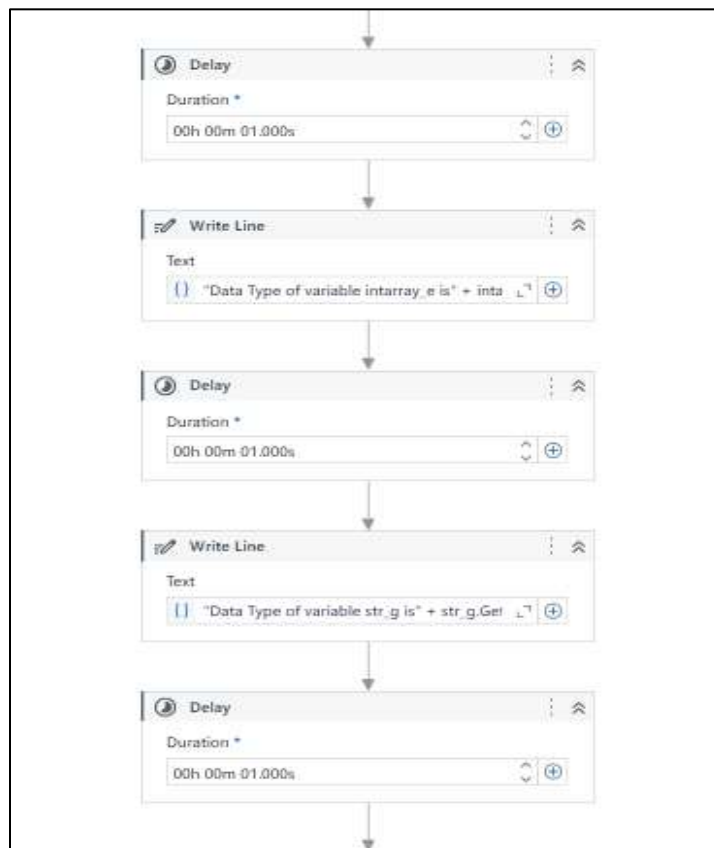 Delay
Duration *
00h 00m 01.000s
Write Line
Text
"Data Type of variable intarray_e is" + inta
Delay
Duration *
00h 00m 01.000s
Write Line
Text
"Data Type of variable str_g is" + str_g.Get
Delay
Duration *
00h 00m 01.000s